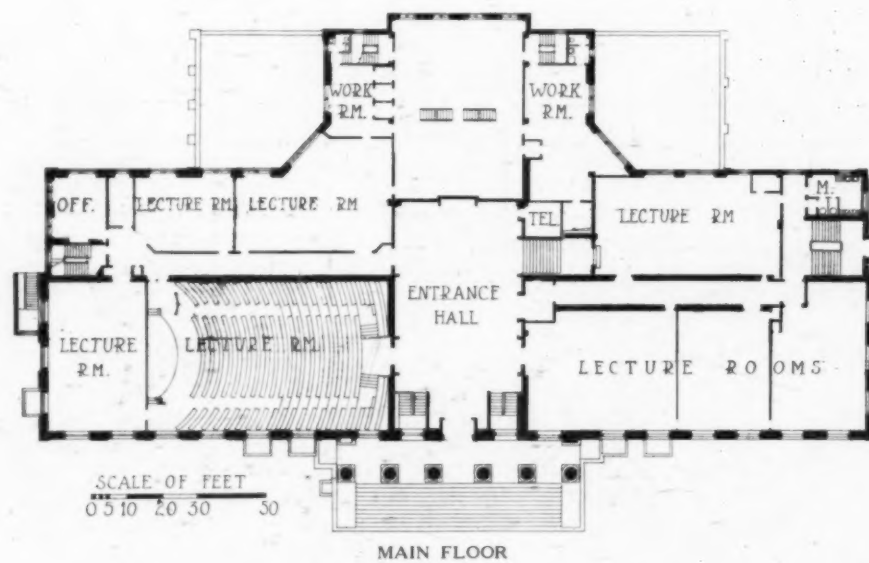 WORK
RM.
WORK
RM.
OFF.
LECTURE RM.
LECTURE RM
TEL
LECTURE RM
M.
ENTRANCE
HALL
LECTURE
RM.
LECTURE RM.
LECTURE ROOMS
SCALE-OF FEET
0 5 10 20 30 50
MAIN FLOOR